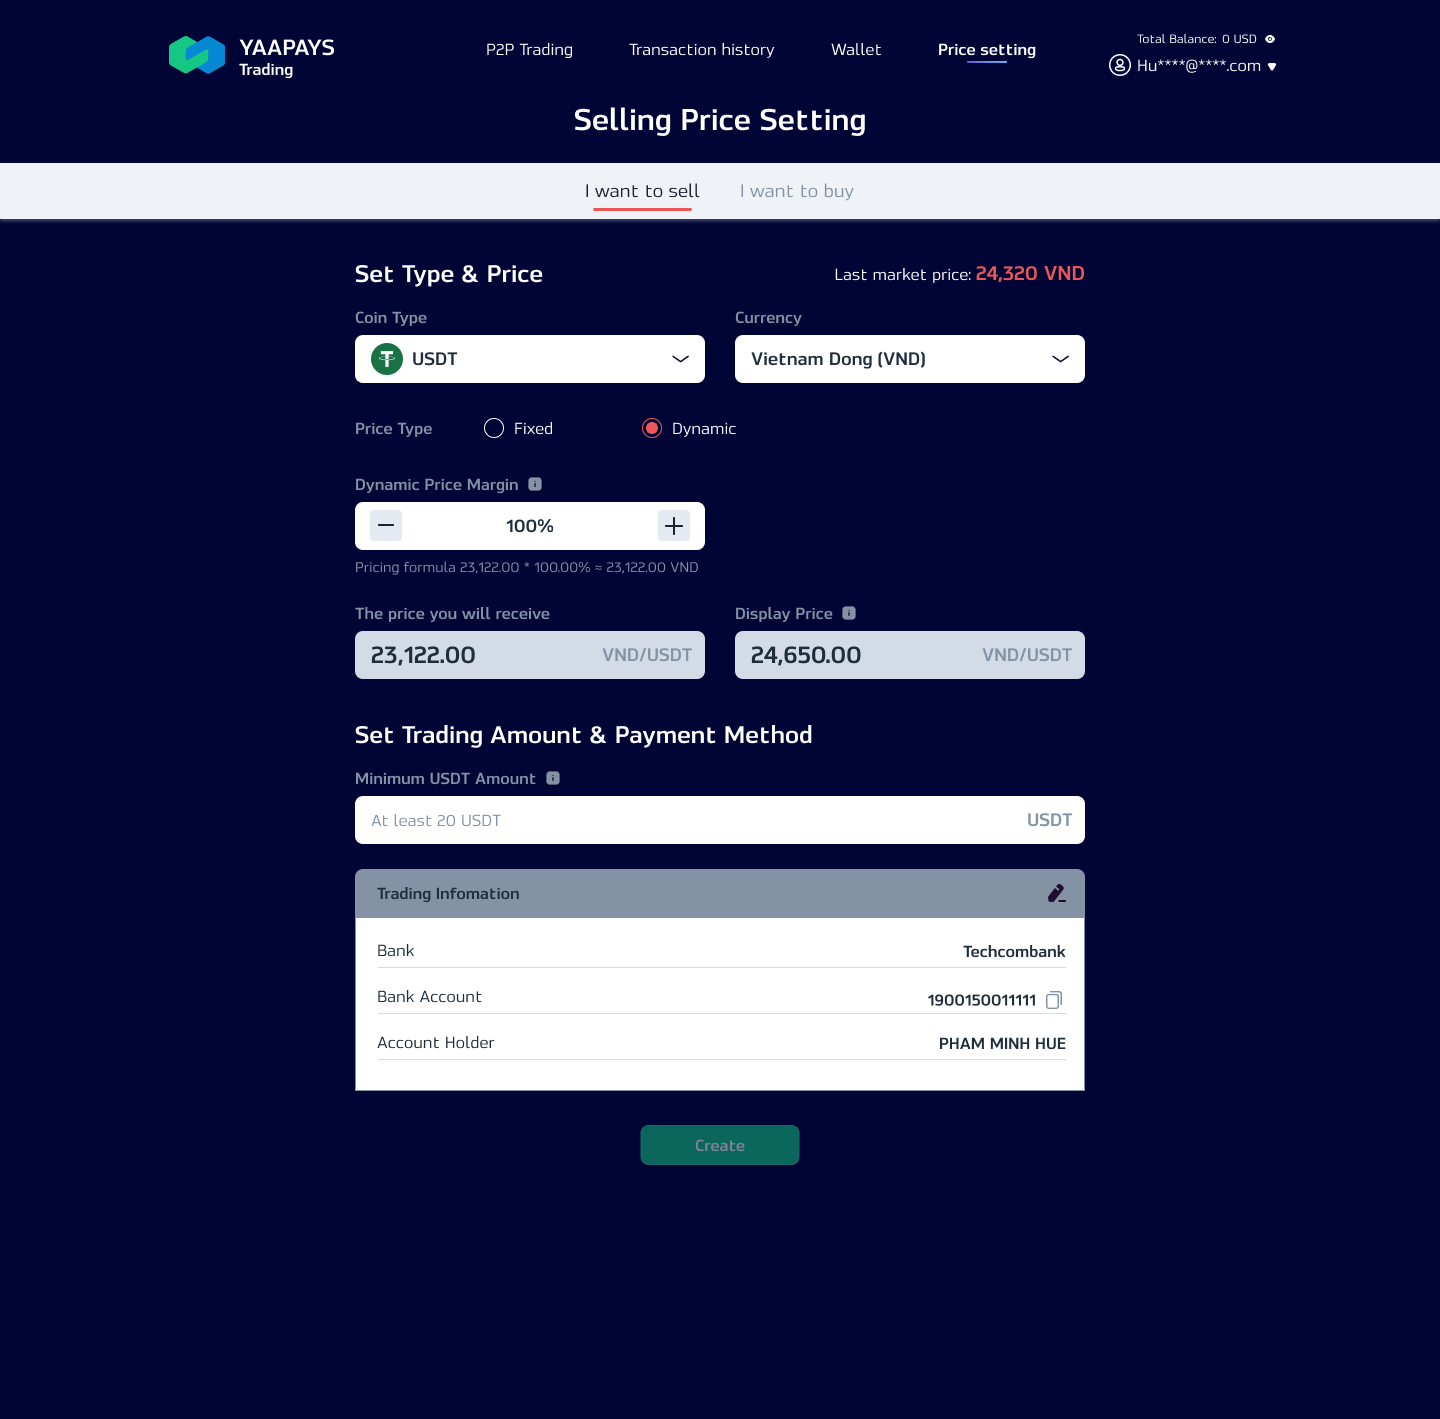 YAAPAYS
Trading
P2P Trading
Transaction history
Wallet
Price setting
Total Balance: 0 USD
Hu****@****.com
Selling Price Setting
I want to sell
I want to buy
Set Type & Price
Last market price: 24,320 VND
Coin Type
Currency
USDT
Vietnam Dong (VND)
Price Type
Fixed
Dynamic
Dynamic Price Margin
100%
Pricing formula 23,122.00 * 100.00% ≈ 23,122.00 VND
The price you will receive
Display Price
23,122.00 VND/USDT
24,650.00 VND/USDT
Set Trading Amount & Payment Method
Minimum USDT Amount
At least 20 USDT
USDT
Trading Infomation
Bank
Techcombank
Bank Account
1900150011111
Account Holder
PHAM MINH HUE
Create